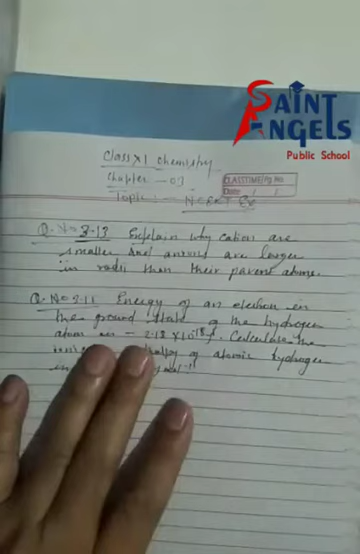 SAINT
ANGELS
Public School
Class XI Chemistry
Chapter - 03
CLASSTIME Pg No.
Date / /
Topic :- NCERT Ex
Q. No 3.13 Explain why cation are
smaller and anions are larger
in radii than their parent atoms.
Q. No 3.11 Energy of an electron in
the ground state of the hydrogen
atom is - 2.18 × 10⁻¹⁸ J. Calculate the
of atomic hydrogen
in